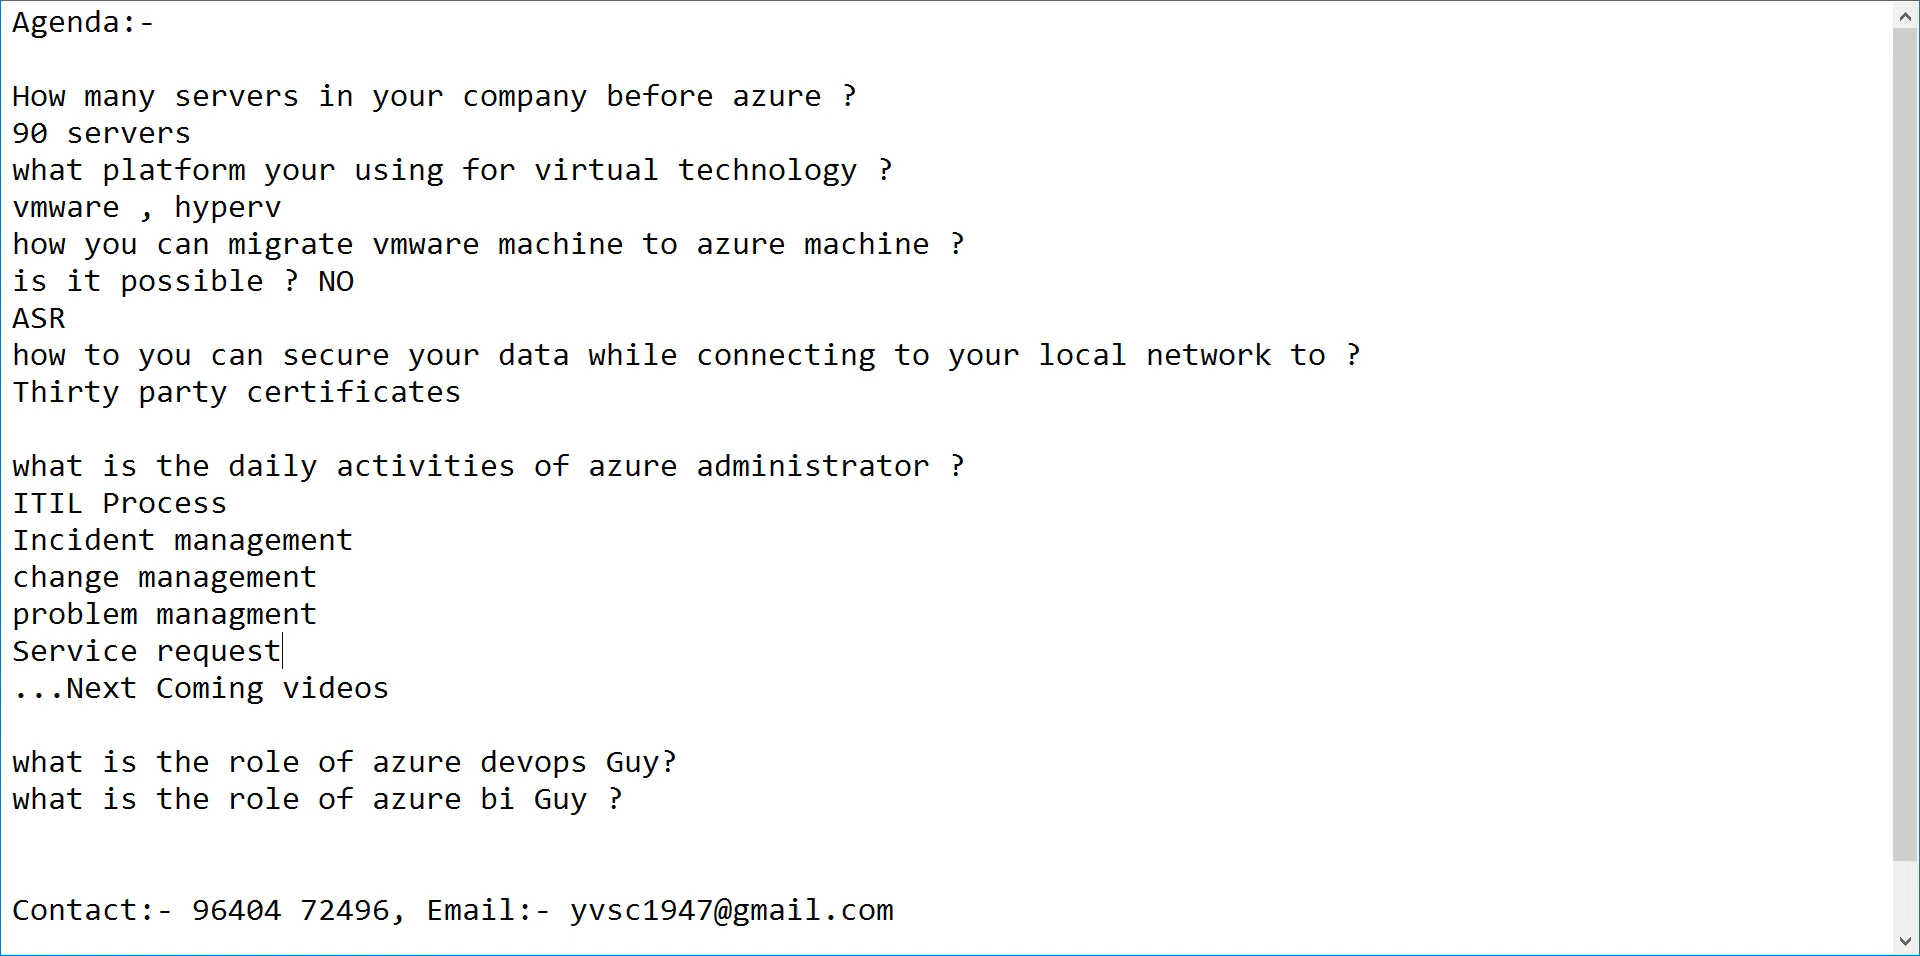 Agenda:-
How many servers in your company before azure ?
90 servers
what platform your using for virtual technology ?
vmware , hyperv
how you can migrate vmware machine to azure machine ?
is it possible ? NO
ASR
how to you can secure your data while connecting to your local network to ?
Thirty party certificates
what is the daily activities of azure administrator ?
ITIL Process
Incident management
change management
problem managment
Service request
...Next Coming videos
what is the role of azure devops Guy?
what is the role of azure bi Guy ?
Contact:- 96404 72496, Email:- yvsc1947@gmail.com